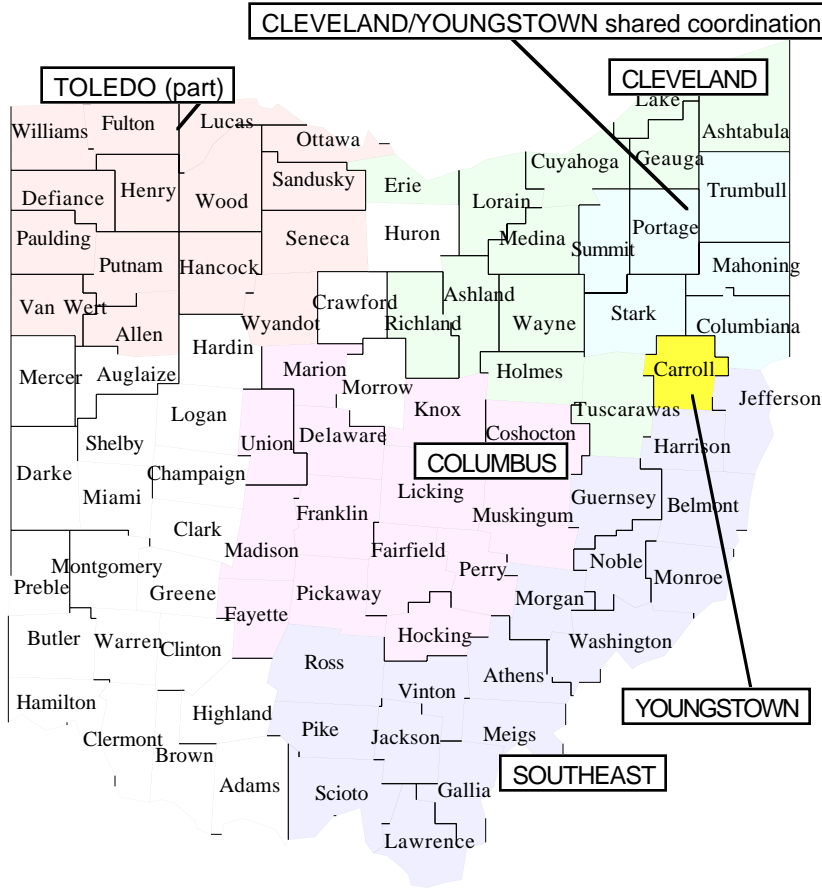 CLEVELAND/YOUNGSTOWN shared coordination
TOLEDO (part)
CLEVELAND
Lake
Williams
Fulton
Lucas
Ashtabula
Ottawa
Cuyahoga
Geauga
Defiance
Henry
Wood
Sandusky
Erie
Lorain
Trumbull
Paulding
Seneca
Huron
Medina
Summit
Portage
Putnam
Hancock
Mahoning
Van Wert
Allen
Wyandot
Crawford
Richland
Ashland
Wayne
Stark
Columbiana
Hardin
Mercer
Auglaize
Marion
Morrow
Holmes
Carroll
Jefferson
Logan
Knox
Tuscarawas
Shelby
Union
Delaware
Coshocton
Harrison
COLUMBUS
Darke
Champaign
Miami
Licking
Guernsey
Belmont
Clark
Franklin
Muskingum
Madison
Fairfield
Montgomery
Perry
Noble
Monroe
Preble
Greene
Pickaway
Morgan
Fayette
Butler
Warren
Clinton
Hocking
Washington
Ross
Athens
Vinton
Hamilton
Highland
YOUNGSTOWN
Clermont
Pike
Jackson
Meigs
Brown
SOUTHEAST
Adams
Scioto
Gallia
Lawrence